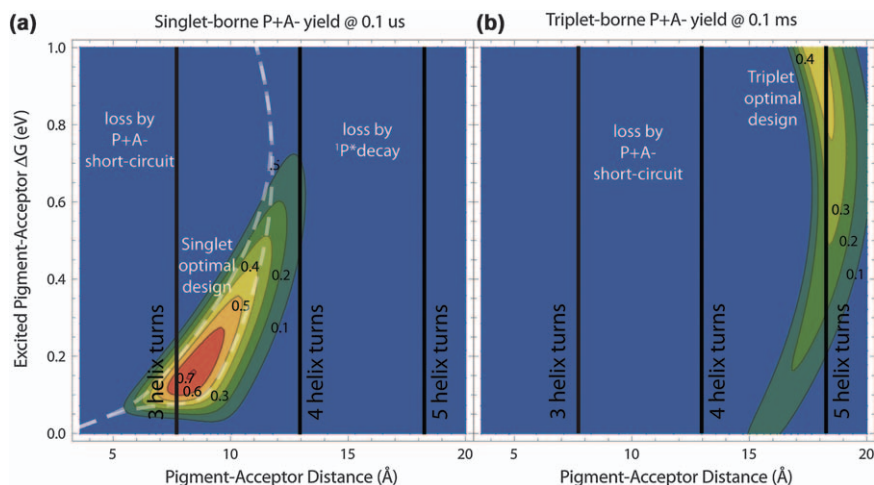 (a)
Singlet-borne P+A- yield @ 0.1 us
1.0
0.8
0.6
0.4
0.2
0.0
Excited Pigment-Acceptor ΔG (eV)
loss by
P+A-
short-circuit
loss by
¹P*decay
Singlet
optimal
design
.5
0.4
0.2
0.5
0.1
0.7
0.6
0.3
3 helix turns
4 helix turns
5 helix turns
5
10
15
20
Pigment-Acceptor Distance (Å)
(b)
Triplet-borne P+A- yield @ 0.1 ms
0.4
Triplet
optimal
design
loss by
P+A-
short-circuit
0.3
0.2
0.1
3 helix turns
4 helix turns
5 helix turns
5
10
15
20
Pigment-Acceptor Distance (Å)